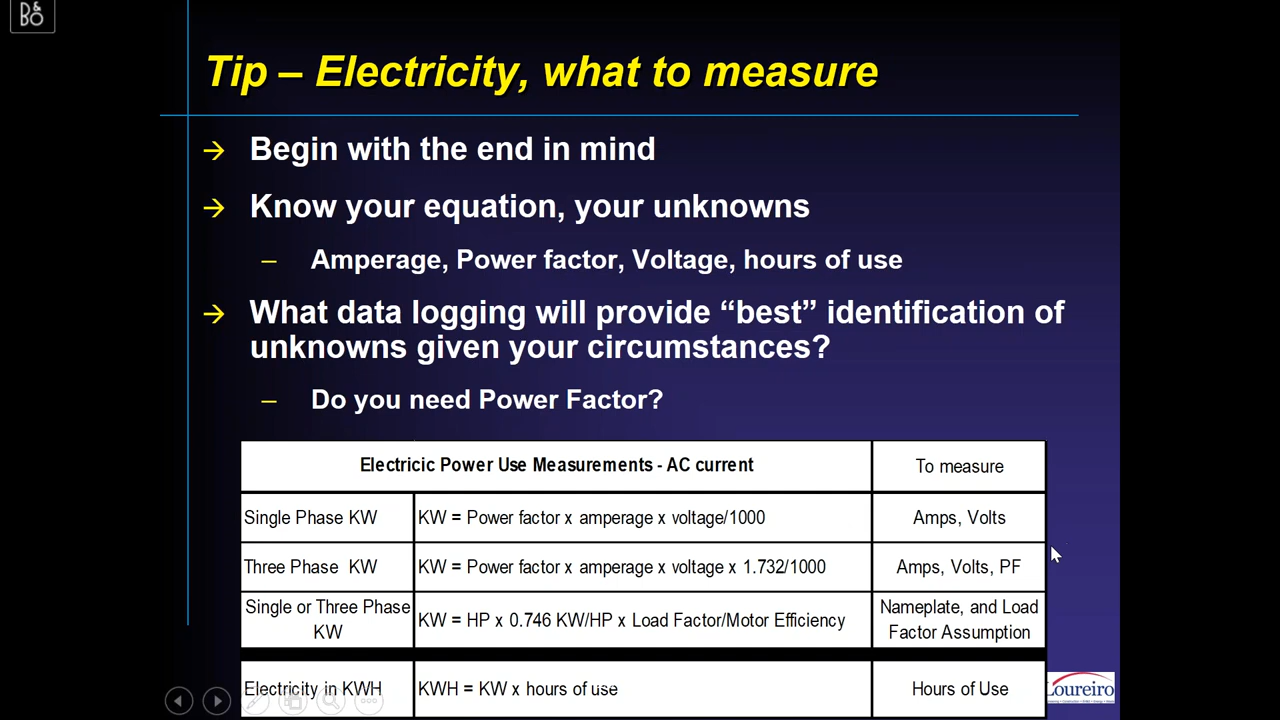 B&O
Tip – Electricity, what to measure
→ Begin with the end in mind
→ Know your equation, your unknowns
– Amperage, Power factor, Voltage, hours of use
→ What data logging will provide “best” identification of
unknowns given your circumstances?
– Do you need Power Factor?
Electricic Power Use Measurements - AC current To measure
Single Phase KW KW = Power factor x amperage x voltage/1000 Amps, Volts
Three Phase KW KW = Power factor x amperage x voltage x 1.732/1000 Amps, Volts, PF
Single or Three Phase
KW
KW = HP x 0.746 KW/HP x Load Factor/Motor Efficiency
Nameplate, and Load
Factor Assumption
Electricity in KWH KWH = KW x hours of use Hours of Use
Loureiro